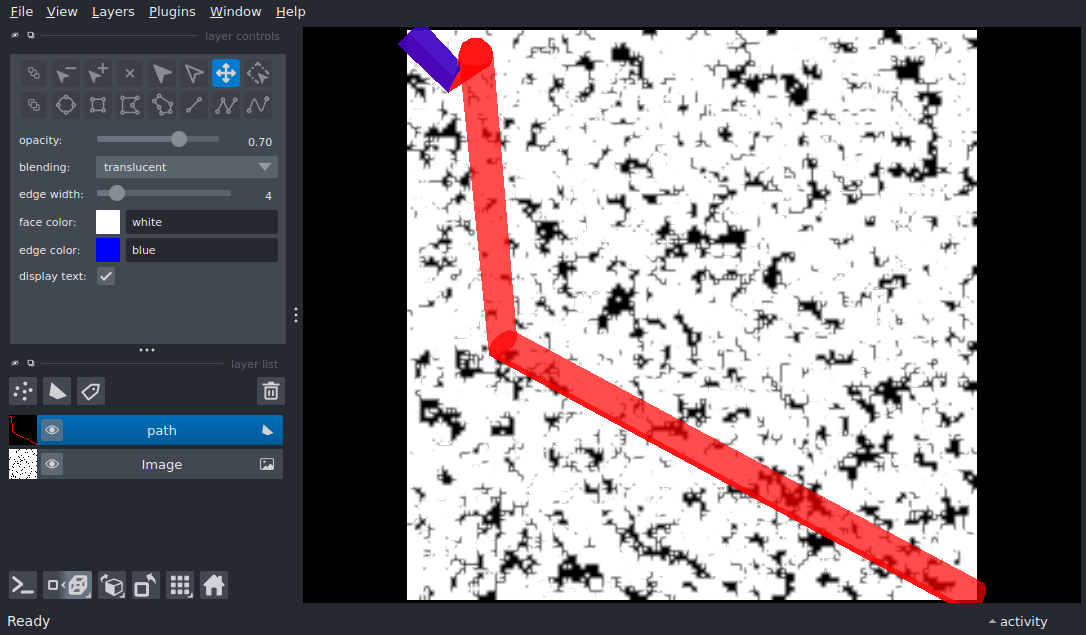 File View Layers Plugins Window Help
layer controls
opacity: 0.70
blending: translucent
edge width: 4
face color: white
edge color: blue
display text:
layer list
path
Image
Ready activity